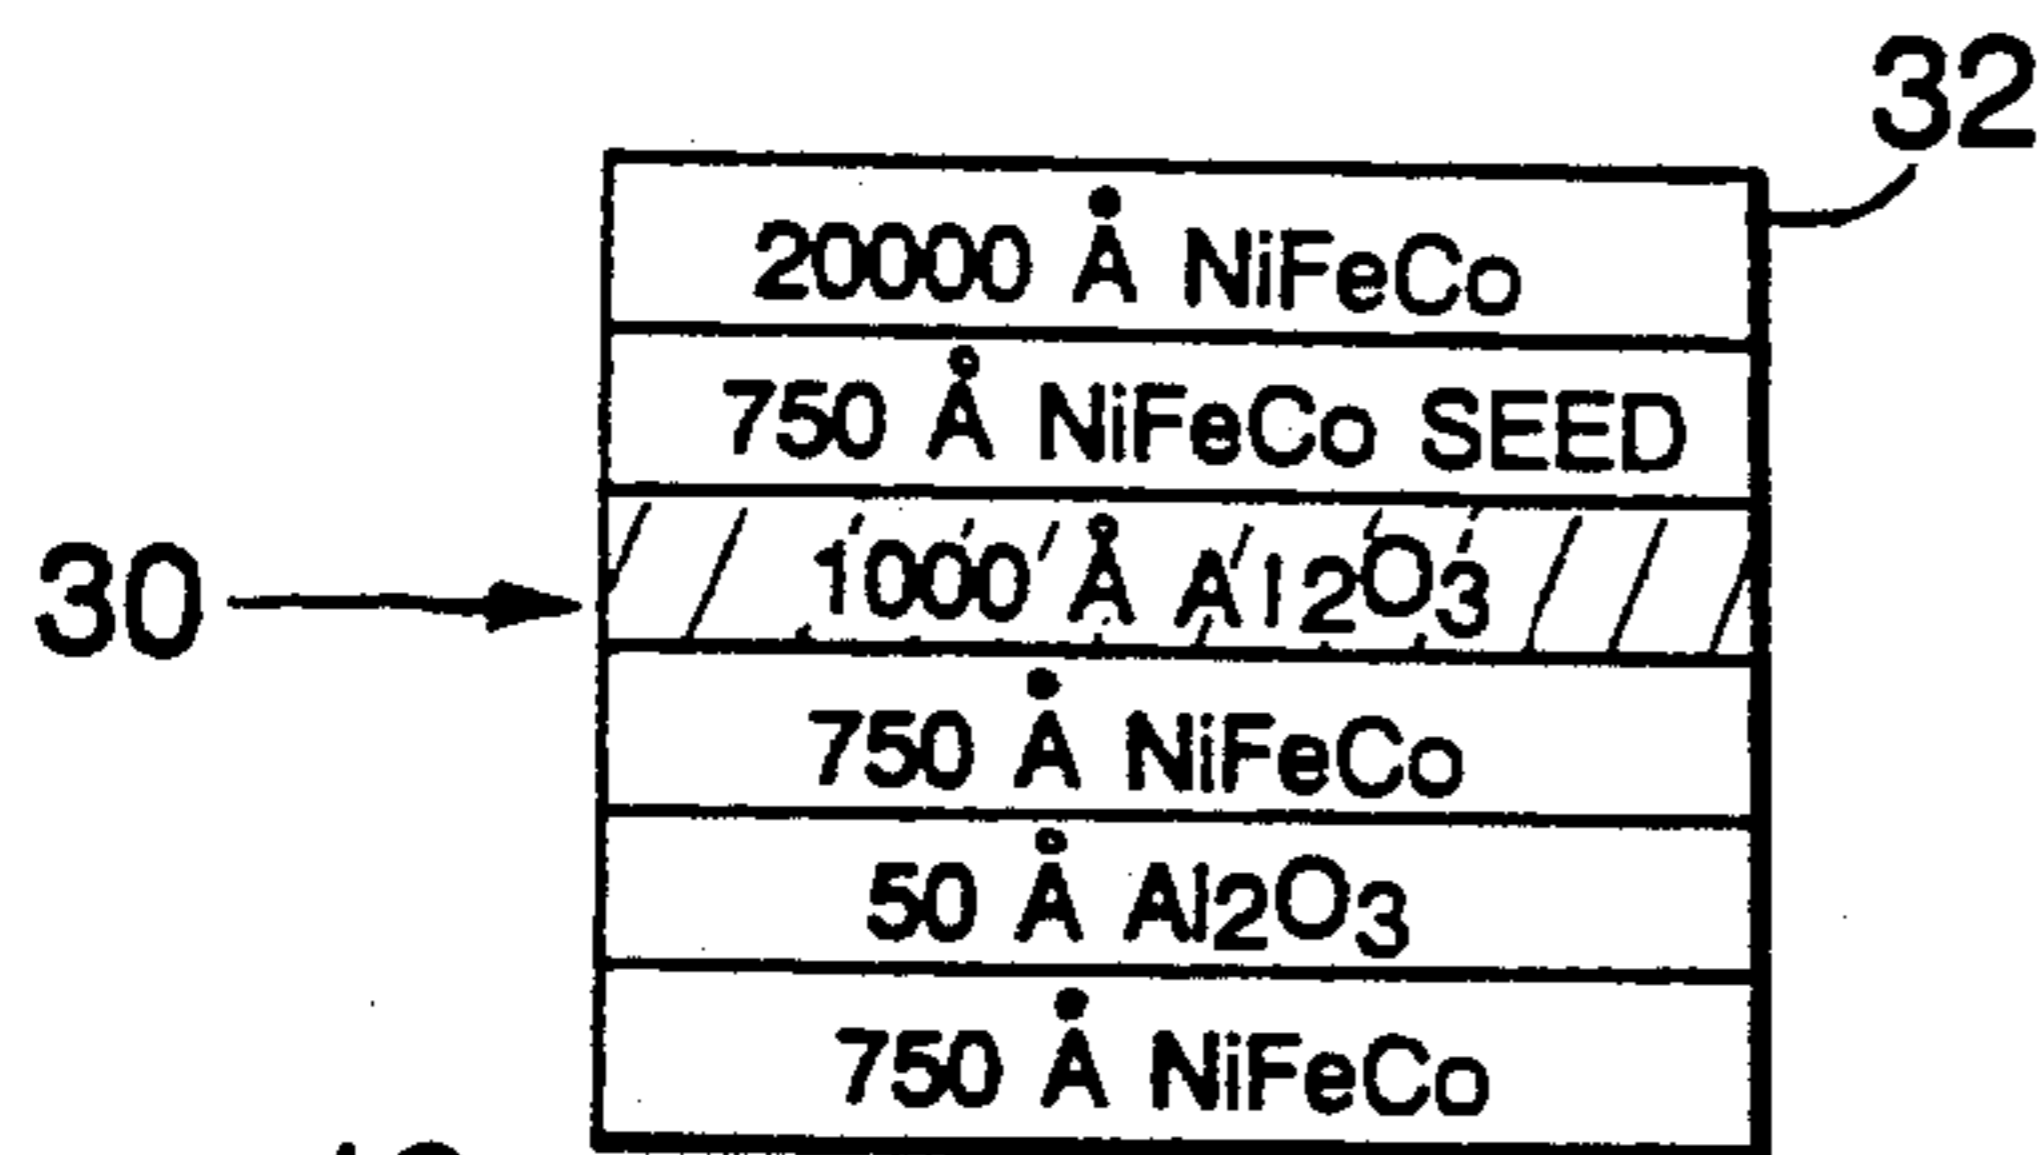 32
20000 Å NiFeCo
750 Å NiFeCo SEED
30
1000 Å Al2O3
750 Å NiFeCo
50 Å Al2O3
750 Å NiFeCo